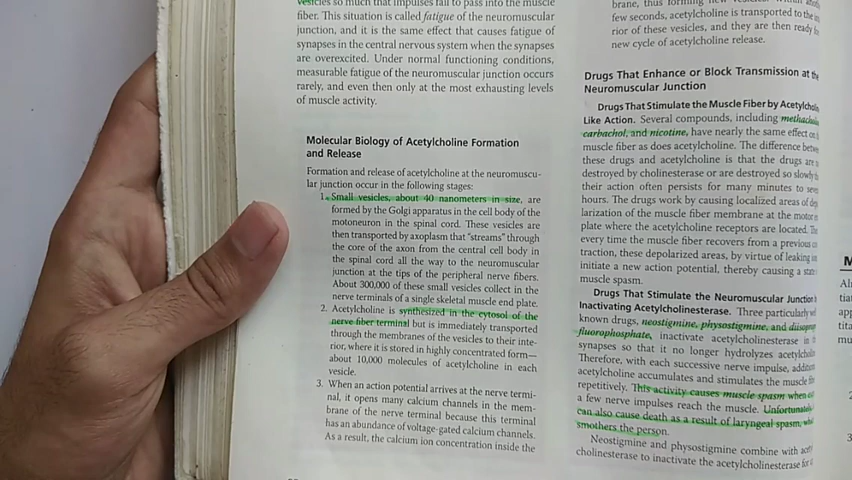 vesicles so much that impulses fail to pass into the muscle
fiber. This situation is called fatigue of the neuromuscular
junction, and it is the same effect that causes fatigue of
synapses in the central nervous system when the synapses
are overexcited. Under normal functioning conditions,
measurable fatigue of the neuromuscular junction occurs
rarely, and even then only at the most exhausting levels
of muscle activity.
Molecular Biology of Acetylcholine Formation
and Release
Formation and release of acetylcholine at the neuromuscu-
lar junction occur in the following stages:
1. Small vesicles, about 40 nanometers in size, are
formed by the Golgi apparatus in the cell body of the
motoneuron in the spinal cord. These vesicles are
then transported by axoplasm that "streams" through
the core of the axon from the central cell body in
the spinal cord all the way to the neuromuscular
junction at the tips of the peripheral nerve fibers.
About 300,000 of these small vesicles collect in the
nerve terminals of a single skeletal muscle end plate.
2. Acetylcholine is synthesized in the cytosol of the
nerve fiber terminal but is immediately transported
through the membranes of the vesicles to their inte-
rior, where it is stored in highly concentrated form—
about 10,000 molecules of acetylcholine in each
vesicle.
3. When an action potential arrives at the nerve termi-
nal, it opens many calcium channels in the mem-
brane of the nerve terminal because this terminal
has an abundance of voltage-gated calcium channels.
As a result, the calcium ion concentration inside the
brane, thus forming new
few seconds, acetylcholine is transported to the
rior of these vesicles, and they are then ready
new cycle of acetylcholine release.
Drugs That Enhance or Block Transmission at the
Neuromuscular Junction
Drugs That Stimulate the Muscle Fiber by
Like Action. Several compounds, including
carbachol, and nicotine, have nearly the same effect
muscle fiber as does acetylcholine. The difference
these drugs and acetylcholine is that the drugs
destroyed by cholinesterase or are destroyed so slowly
their action often persists for many minutes to
hours. The drugs work by causing localized areas of
larization of the muscle fiber membrane at the motor
plate where the acetylcholine receptors are located.
every time the muscle fiber recovers from a previous
traction, these depolarized areas, by virtue of leaking
initiate a new action potential, thereby causing a
muscle spasm.
Drugs That Stimulate the Neuromuscular Junction
Inactivating Acetylcholinesterase. Three particularly
known drugs, neostigmine, physostigmine, and
fluorophosphate, inactivate acetylcholinesterase in
synapses so that it no longer hydrolyzes
Therefore, with each successive nerve impulse,
acetylcholine accumulates and stimulates the muscle
repetitively. This activity causes muscle spasm when
a few nerve impulses reach the muscle. Unfortunately
can also cause death as a result of laryngeal spasm,
smothers the person.
Neostigmine and physostigmine combine with
cholinesterase to inactivate the acetylcholinesterase for